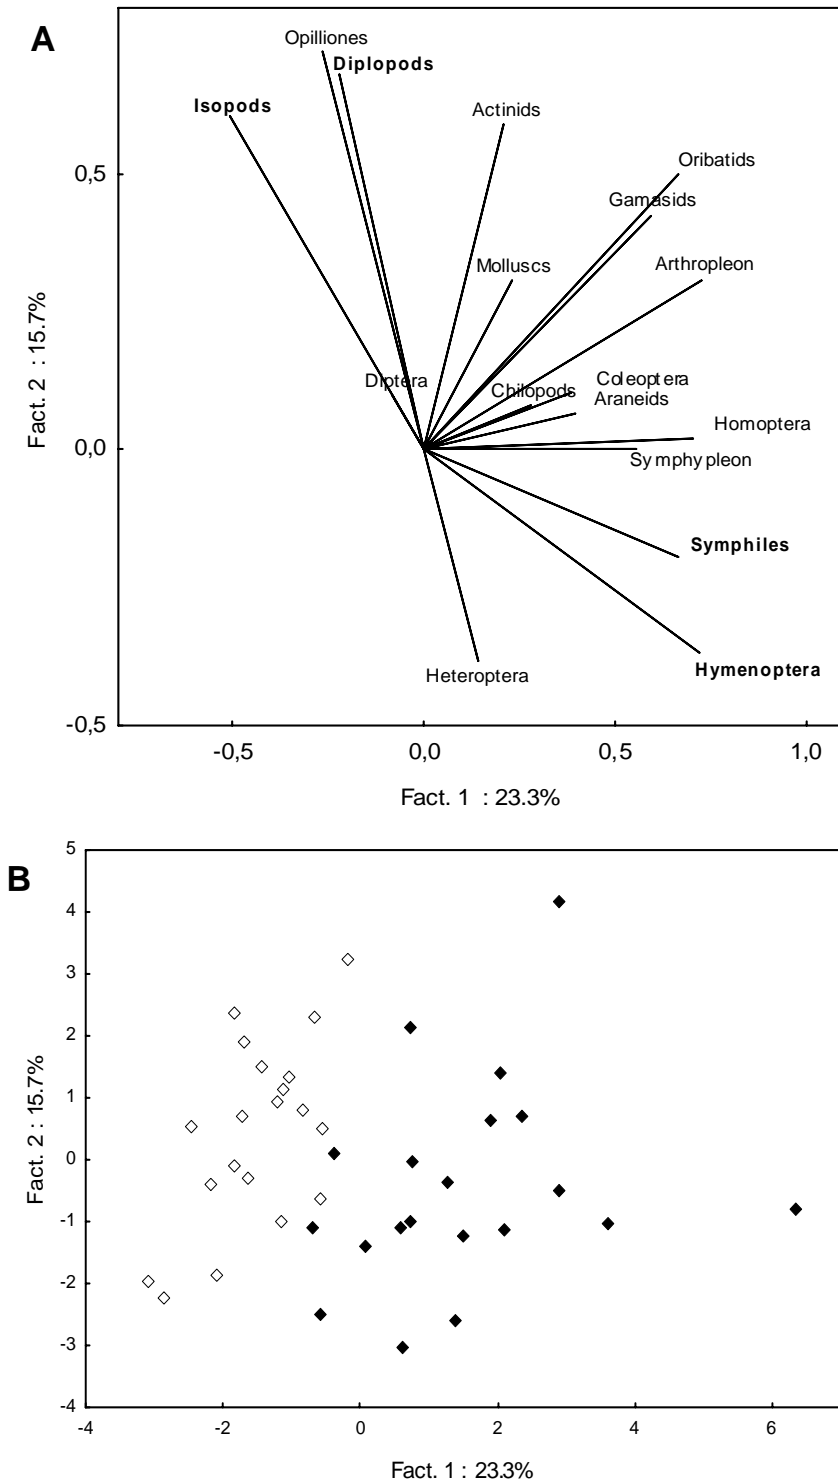 A
Opilliones
Diplopods
Isopods
Actinids
Oribatids
Gamasids
Molluscs
Arthropleon
Diptera
Chilopods
Coleoptera
Araneids
Homoptera
Symphypleon
Symphiles
Hymenoptera
Heteroptera
0,5
0,0
-0,5
Fact. 2 : 15.7%
-0,5 0,0 0,5 1,0
Fact. 1 : 23.3%
B
5
4
3
2
1
0
-1
-2
-3
-4
Fact. 2 : 15.7%
-4 -2 0 2 4 6
Fact. 1 : 23.3%